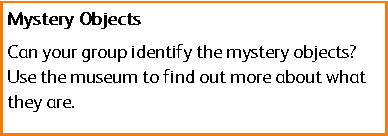 Mystery Objects
Can your group identify the mystery objects?
Use the museum to find out more about what
they are.